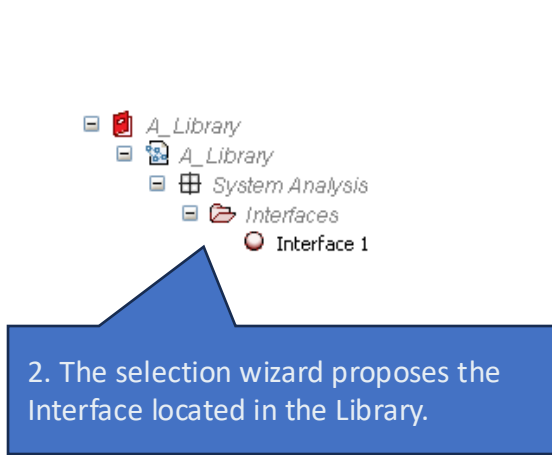 A_Library
A_Library
System Analysis
Interfaces
Interface 1
2. The selection wizard proposes the
Interface located in the Library.